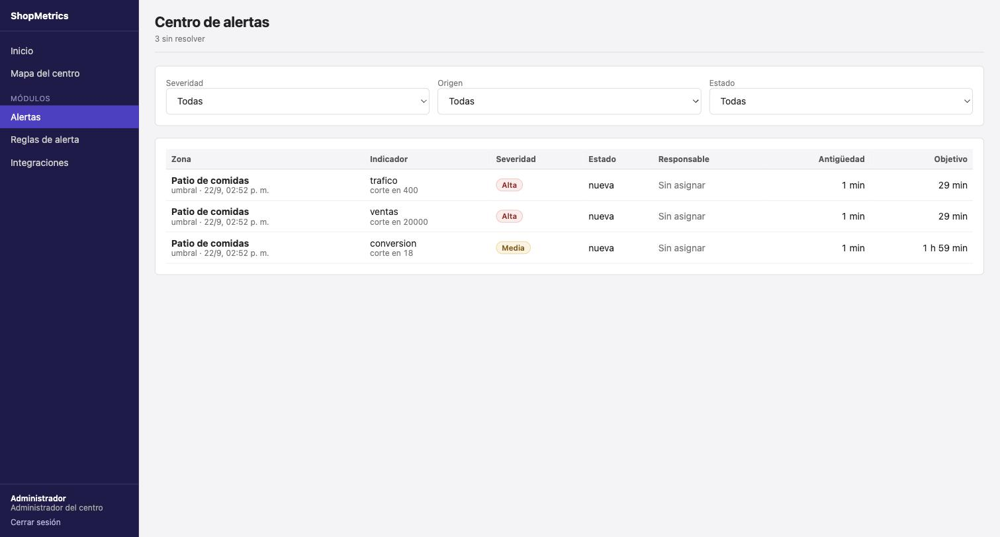 ShopMetrics
Inicio
Mapa del centro
MÓDULOS
Alertas
Reglas de alerta
Integraciones
Administrador
Administrador del centro
Cerrar sesión
Centro de alertas
3 sin resolver
Severidad Origen Estado
Todas Todas Todas
Zona Indicador Severidad Estado Responsable Antigüedad Objetivo
Patio de comidas trafico Alta nueva Sin asignar 1 min 29 min
umbral · 22/9, 02:52 p. m. corte en 400
Patio de comidas ventas Alta nueva Sin asignar 1 min 29 min
umbral · 22/9, 02:52 p. m. corte en 20000
Patio de comidas conversion Media nueva Sin asignar 1 min 1 h 59 min
umbral · 22/9, 02:52 p. m. corte en 18